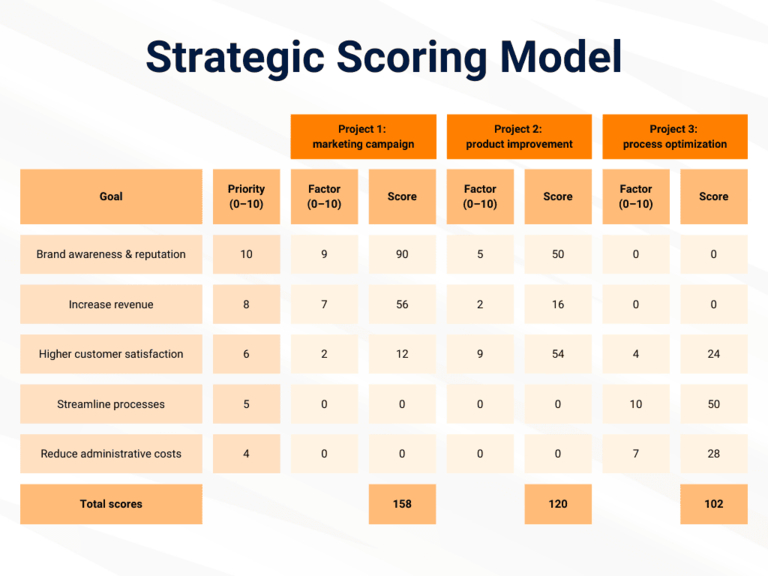 Strategic Scoring Model
Project 1:
marketing campaign
Project 2:
product improvement
Project 3:
process optimization
Goal
Priority
(0–10)
Factor
(0–10)
Score
Factor
(0–10)
Score
Factor
(0–10)
Score
Brand awareness & reputation 10 9 90 5 50 0 0
Increase revenue 8 7 56 2 16 0 0
Higher customer satisfaction 6 2 12 9 54 4 24
Streamline processes 5 0 0 0 0 10 50
Reduce administrative costs 4 0 0 0 0 7 28
Total scores 158 120 102